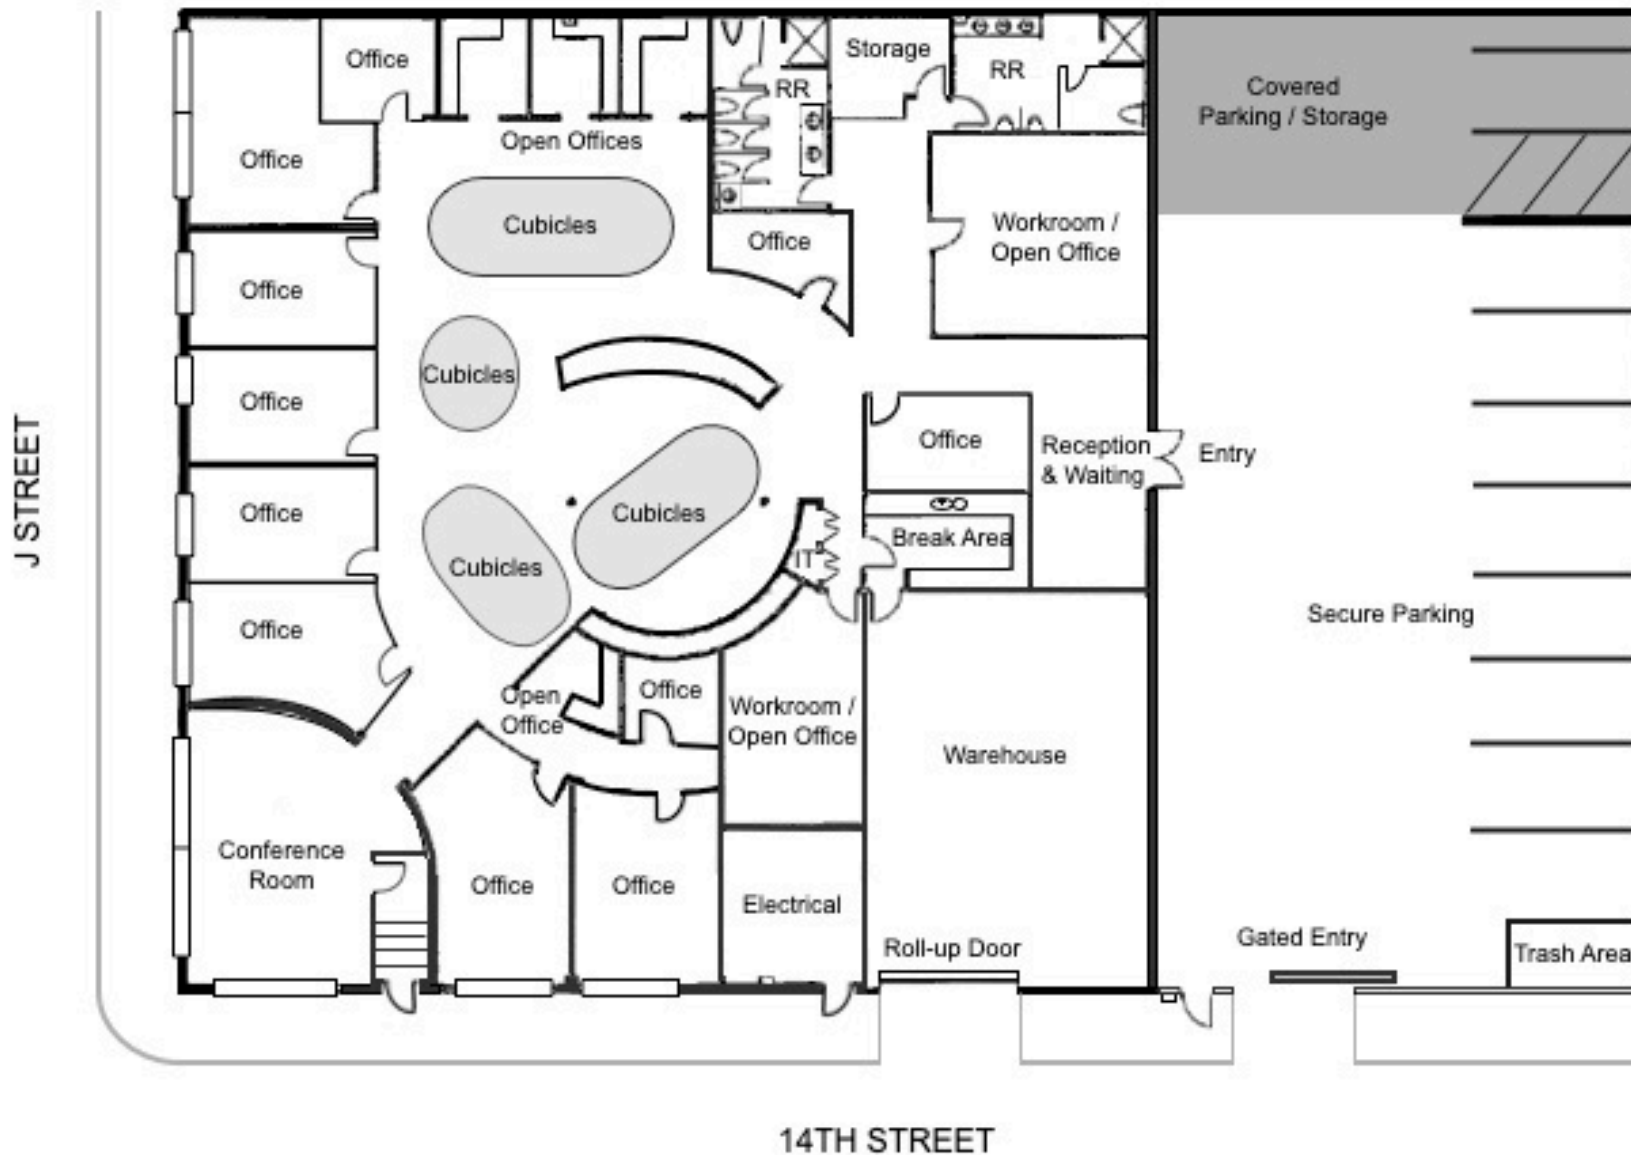 Office
Storage
RR
RR
Covered
Parking / Storage
Office
Open Offices
Cubicles
Office
Workroom /
Open Office
Office
Cubicles
Office
Office
Reception
& Waiting
Entry
J STREET
Office
Cubicles
Break Area
IT
Cubicles
Office
Secure Parking
Open
Office
Office
Workroom /
Open Office
Warehouse
Conference
Room
Office
Office
Electrical
Roll-up Door
Gated Entry
Trash Area
14TH STREET